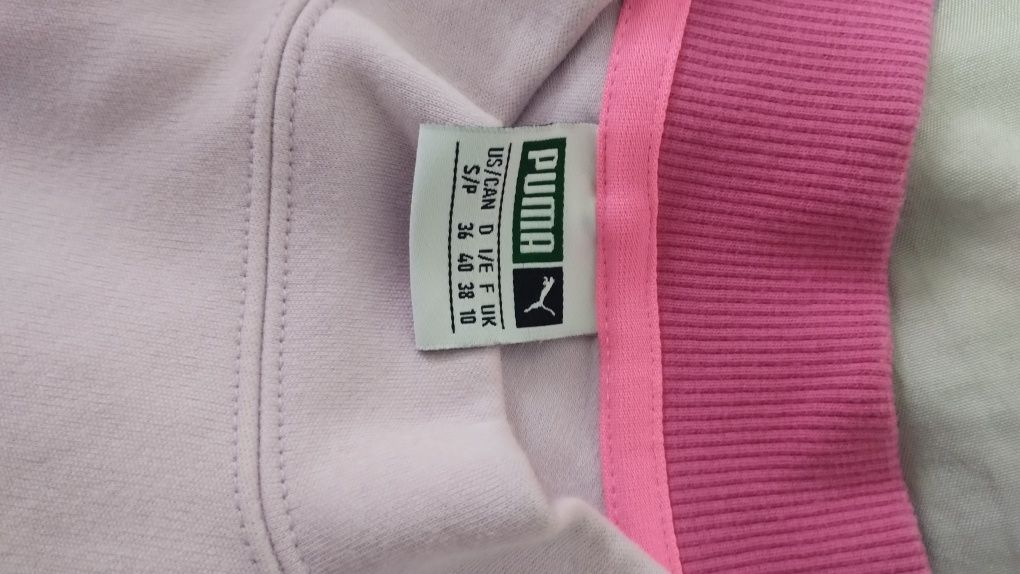 PUMA
US/CAN D I/E F UK
S/P 36 40 38 10